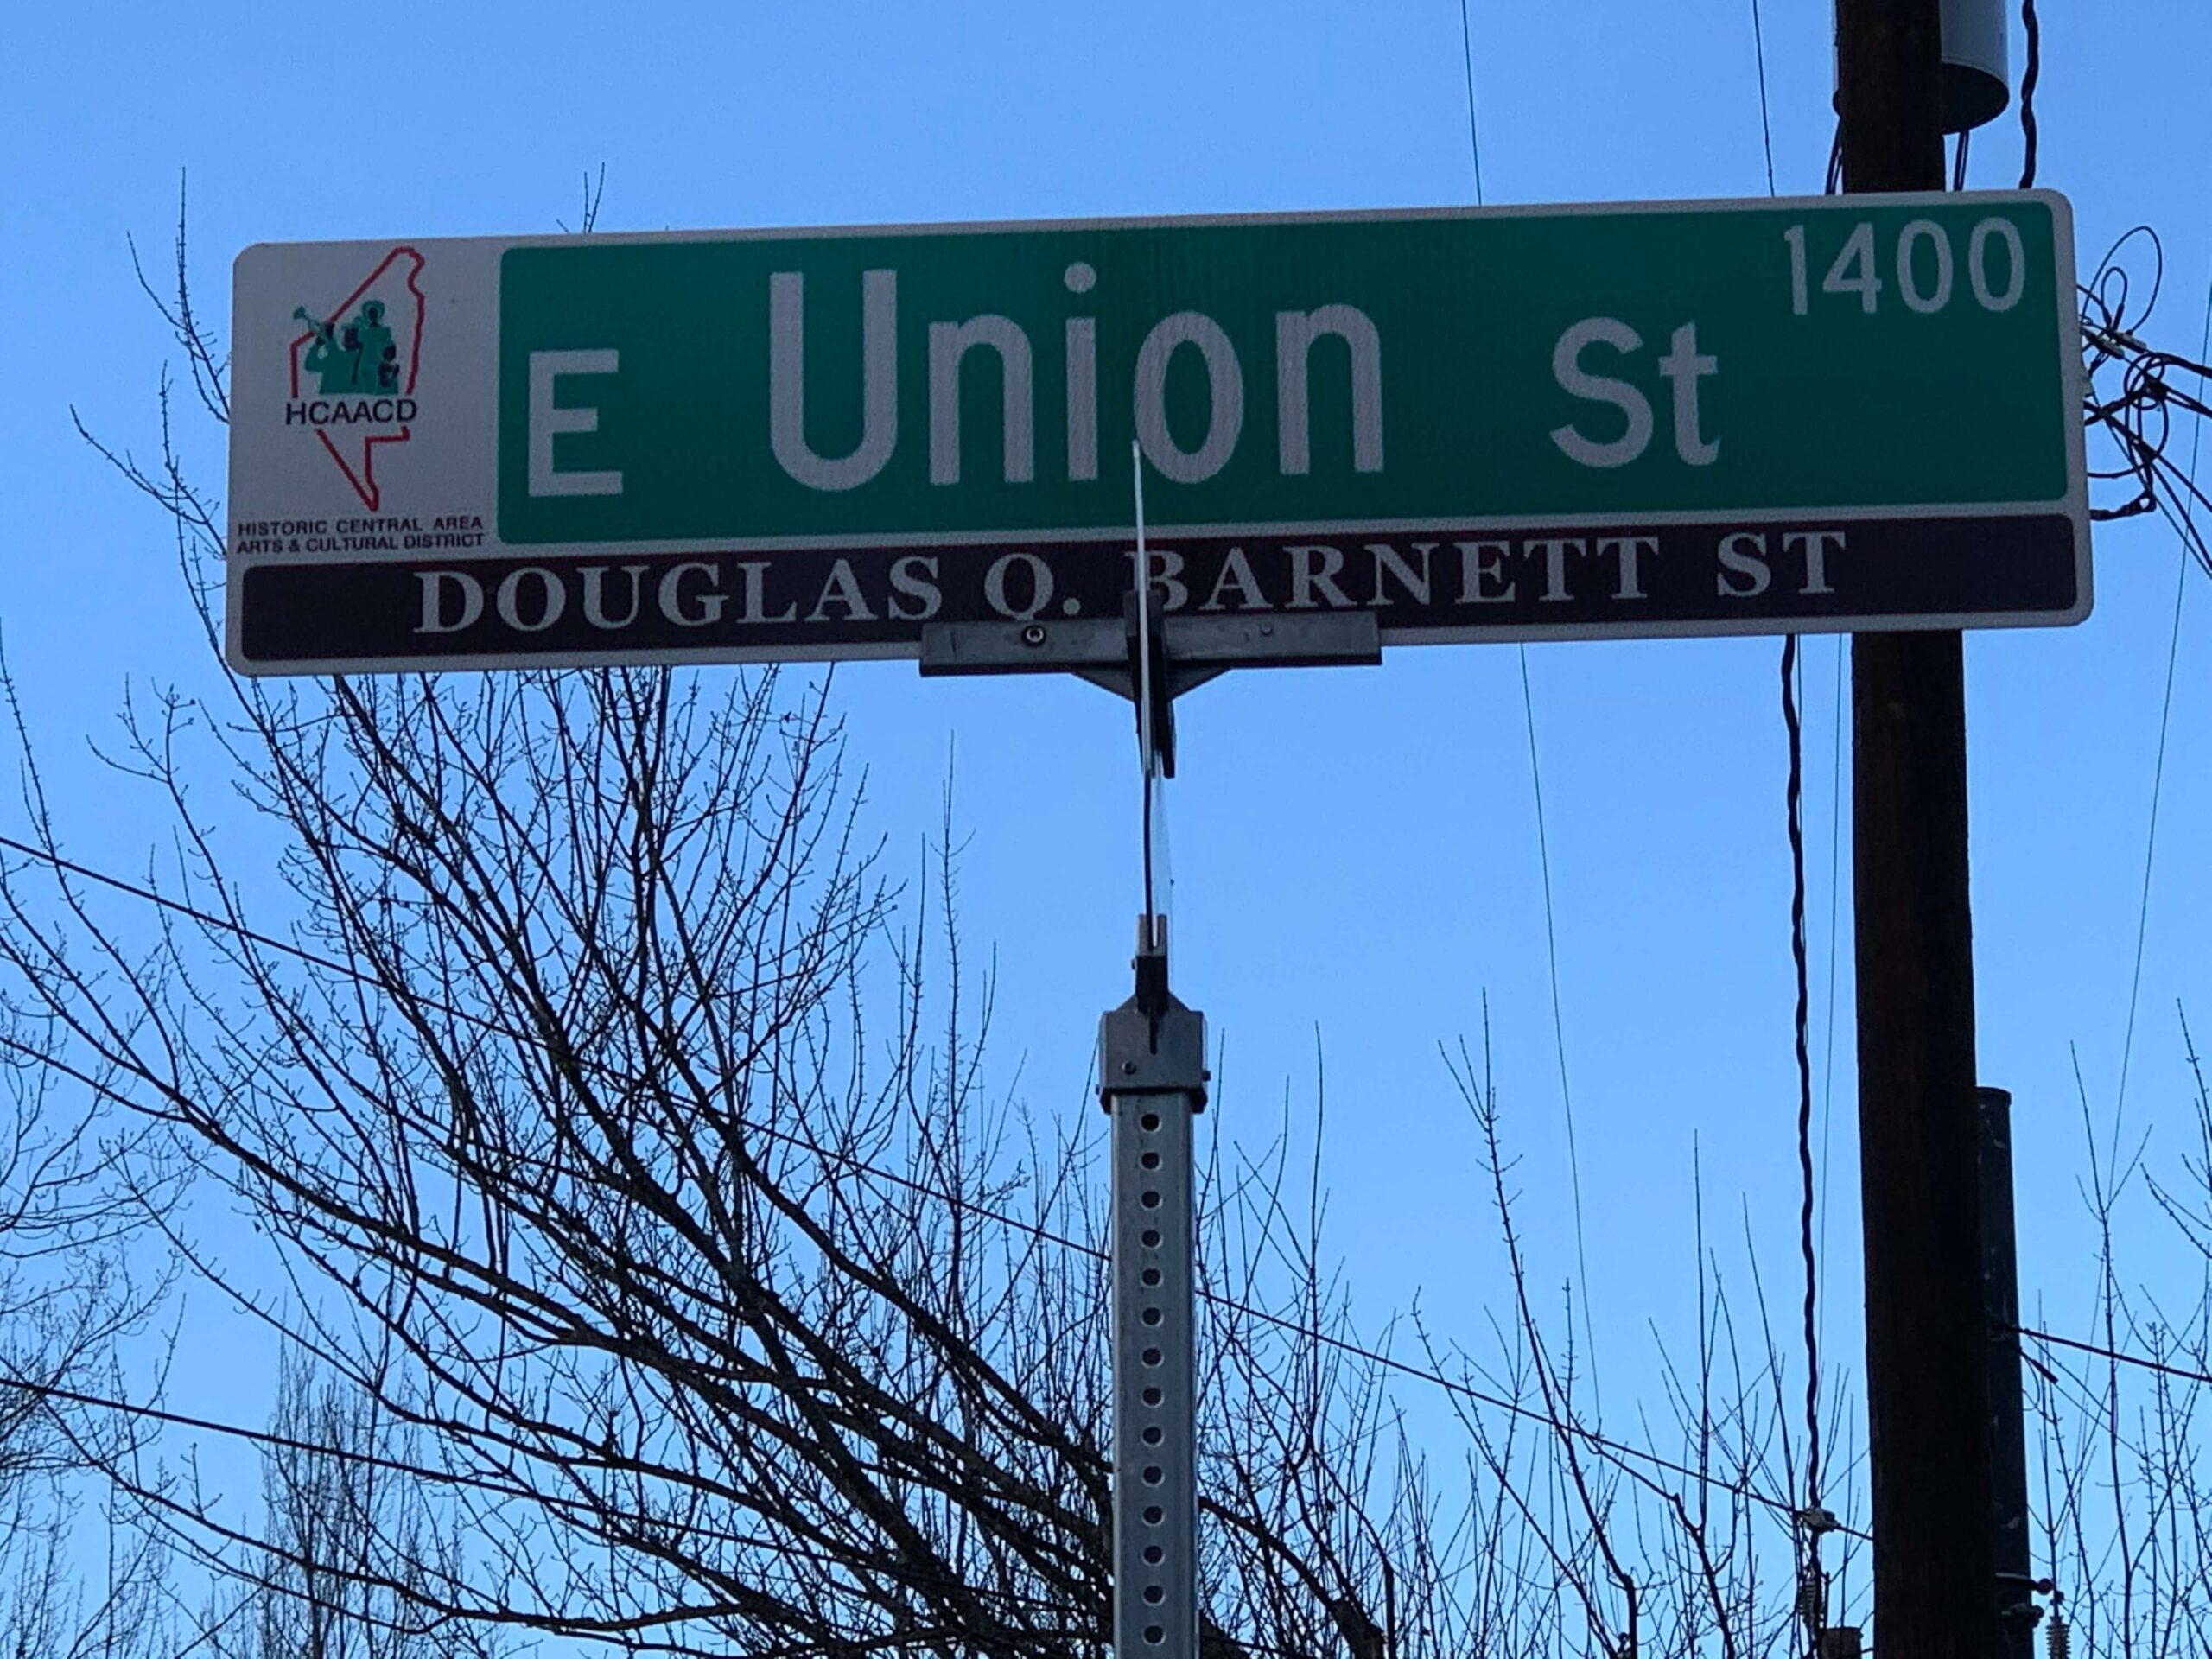 HCAACD
HISTORIC CENTRAL AREA
ARTS & CULTURAL DISTRICT
E Union St 1400
DOUGLAS Q. BARNETT ST